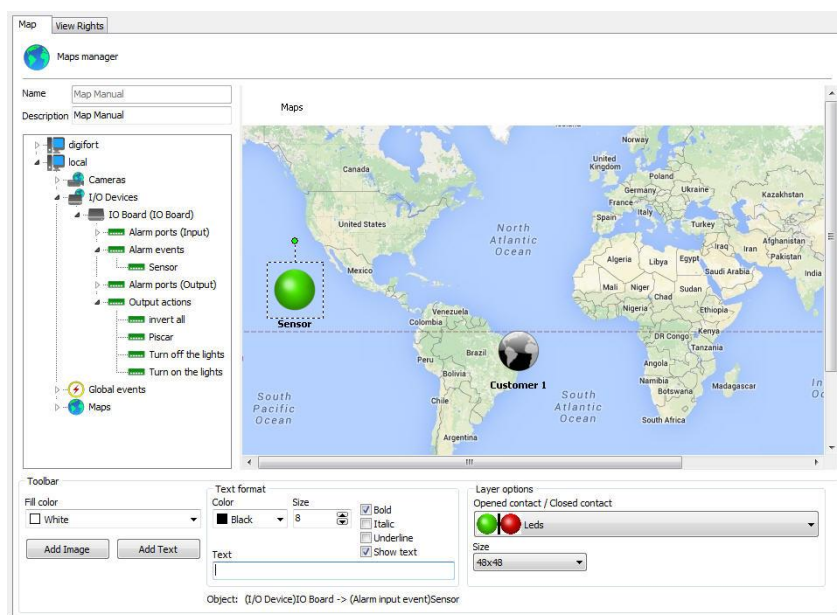 Map
View Rights
Maps manager
Name
Map Manual
Description
Map Manual
digifort
local
Cameras
I/O Devices
IO Board (IO Board)
Alarm ports (Input)
Alarm events
Sensor
Alarm ports (Output)
Output actions
invert all
Piscar
Turn off the lights
Turn on the lights
Global events
Maps
Maps
Norway
Canada
United
Kingdom
Poland
Germany
Ukraine
Kazakhstan
France
Italy
Spain
Turkey
United States
North
Atlantic
Ocean
Iraq
Iran
Afghanistan
Pakistan
Algeria
Libya
Egypt
Saudi Arabia
India
Mexico
Mali
Niger
Chad
Sudan
Sensor
Venezuela
Colombia
Nigeria
Ethiopia
DR Congo
Kenya
Tanzania
Peru
Brazil
Bolivia
Customer 1
Angola
Namibia
Botswana
Madagascar
South
Pacific
Ocean
Chile
South
Atlantic
Ocean
South Africa
Argentina
Toolbar
Fill color
White
Add Image
Add Text
Text format
Color
Black
Size
8
Bold
Italic
Underline
Show text
Text
Layer options
Opened contact / Closed contact
Leds
Size
48x48
Object: (I/O Device)IO Board -> (Alarm input event)Sensor